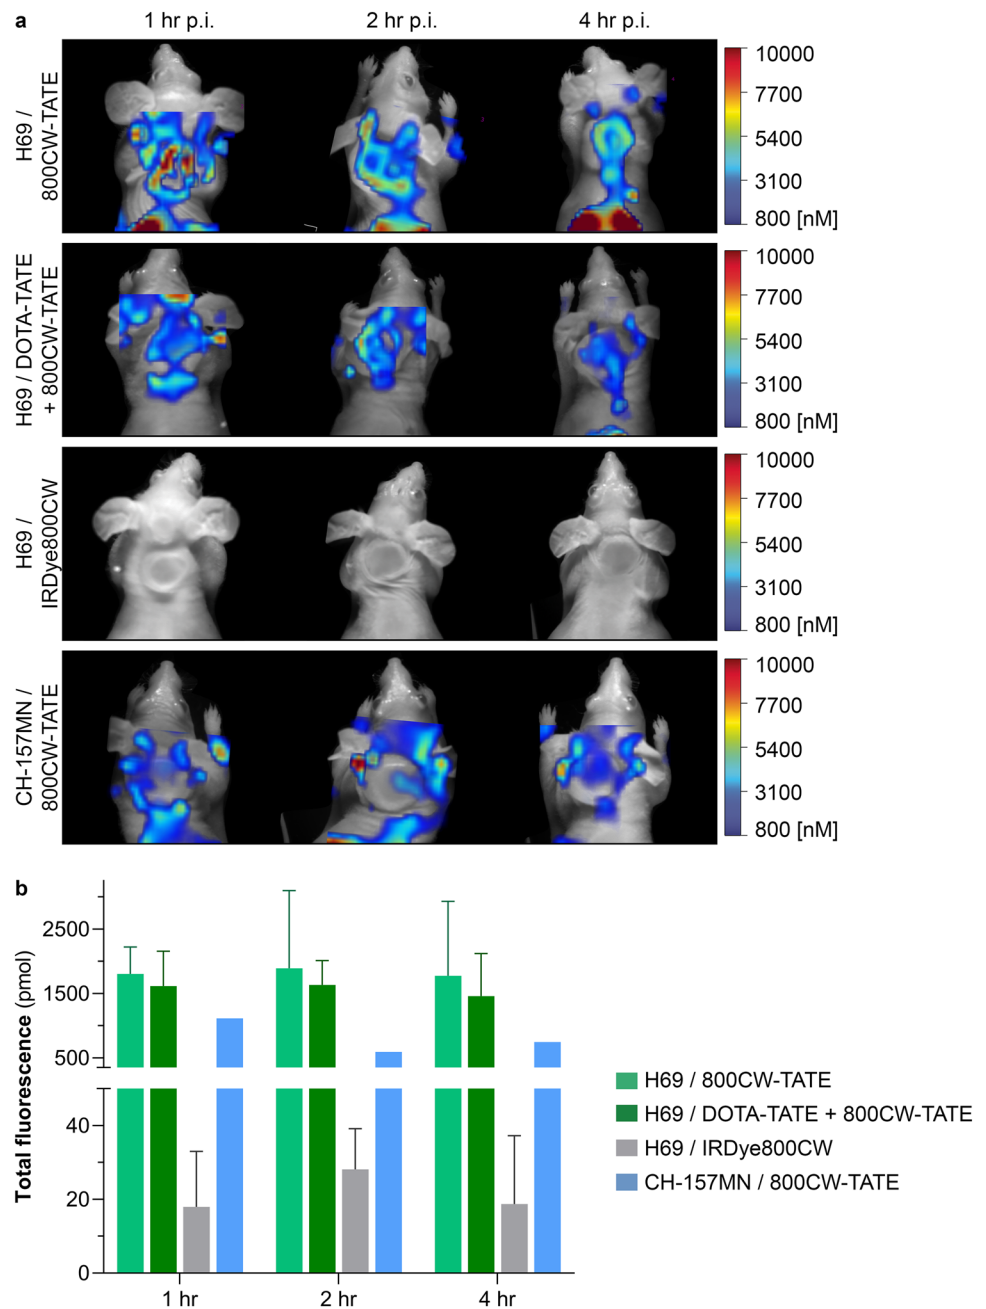 a
1 hr p.i.
2 hr p.i.
4 hr p.i.
H69 /
800CW-TATE
10000
7700
5400
3100
800 [nM]
H69 / DOTA-TATE
+ 800CW-TATE
10000
7700
5400
3100
800 [nM]
H69 /
IRDye800CW
10000
7700
5400
3100
800 [nM]
CH-157MN /
800CW-TATE
10000
7700
5400
3100
800 [nM]
b
Total fluorescence (pmol)
2500
1500
500
40
20
0
1 hr
2 hr
4 hr
H69 / 800CW-TATE
H69 / DOTA-TATE + 800CW-TATE
H69 / IRDye800CW
CH-157MN / 800CW-TATE